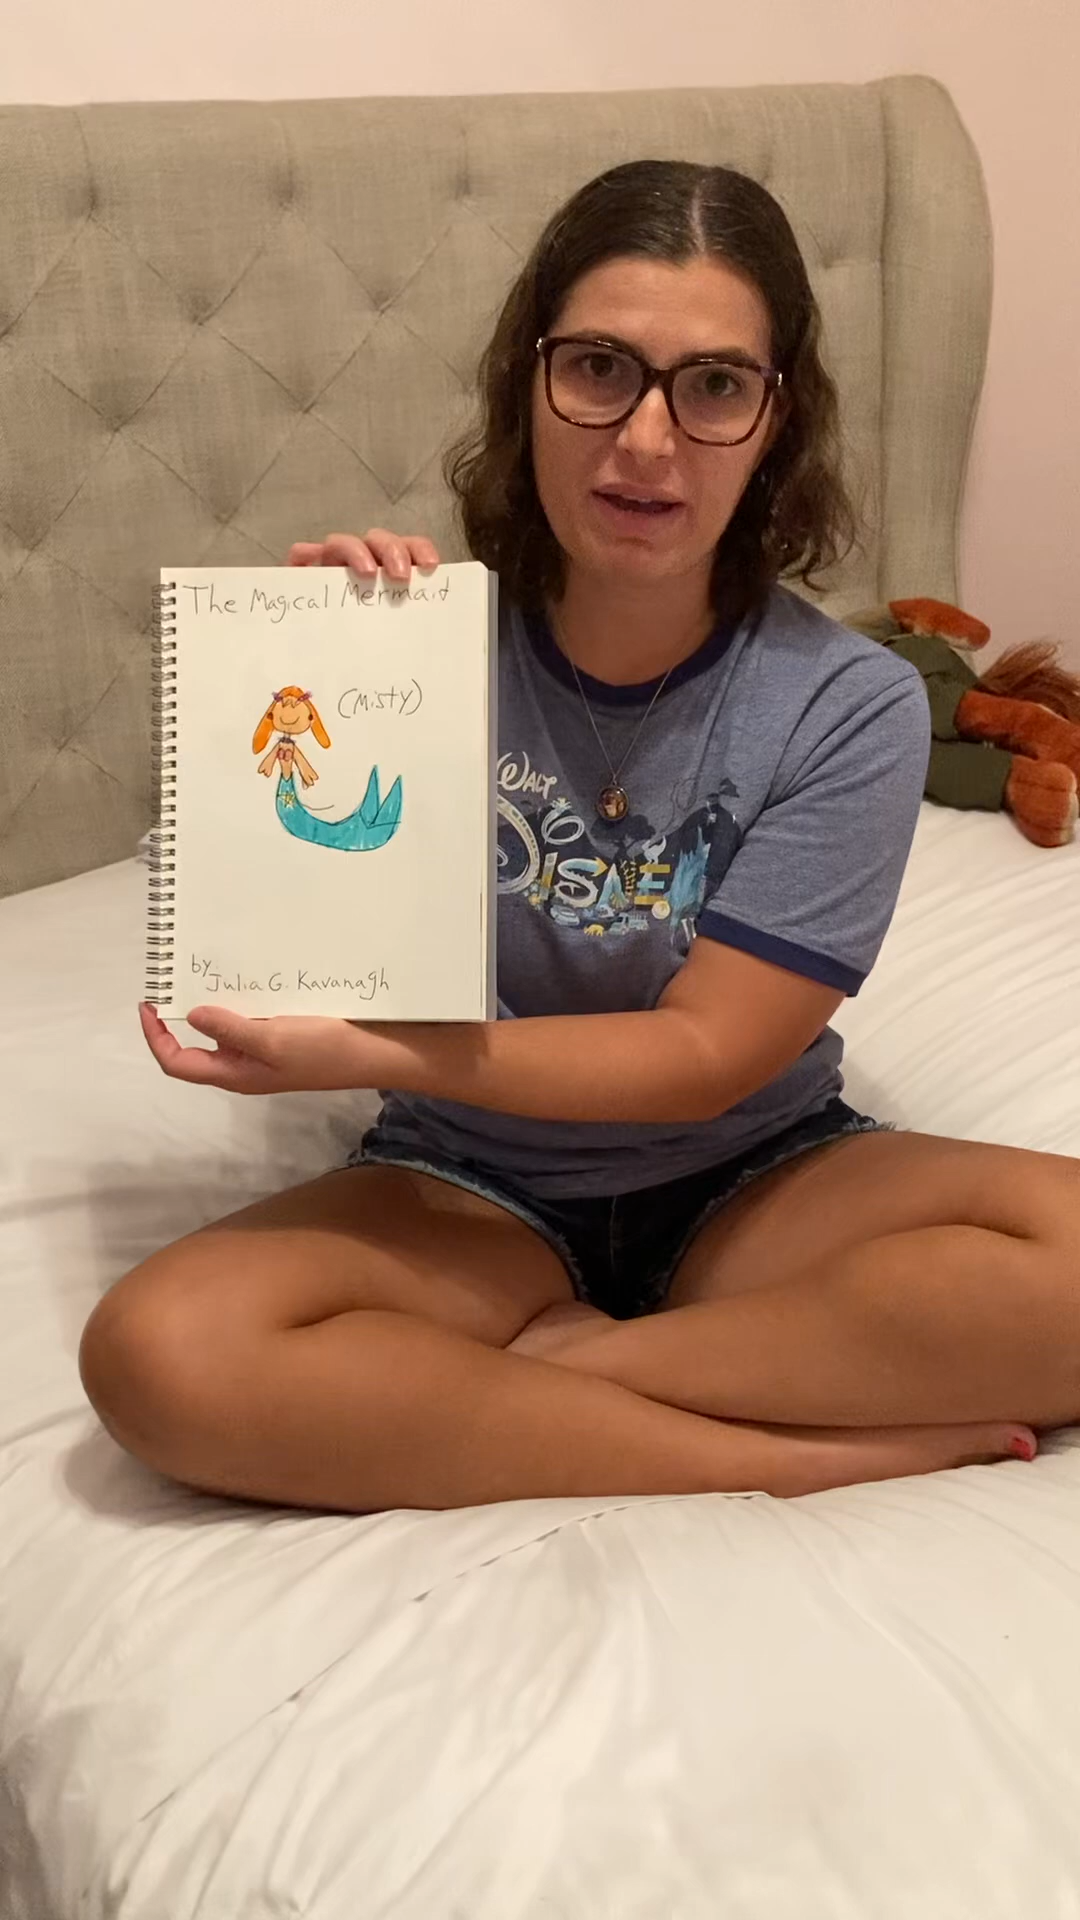 The Magical Mermaid
(Misty)
by
Julia G. Kavanagh
WALT
DISNEY